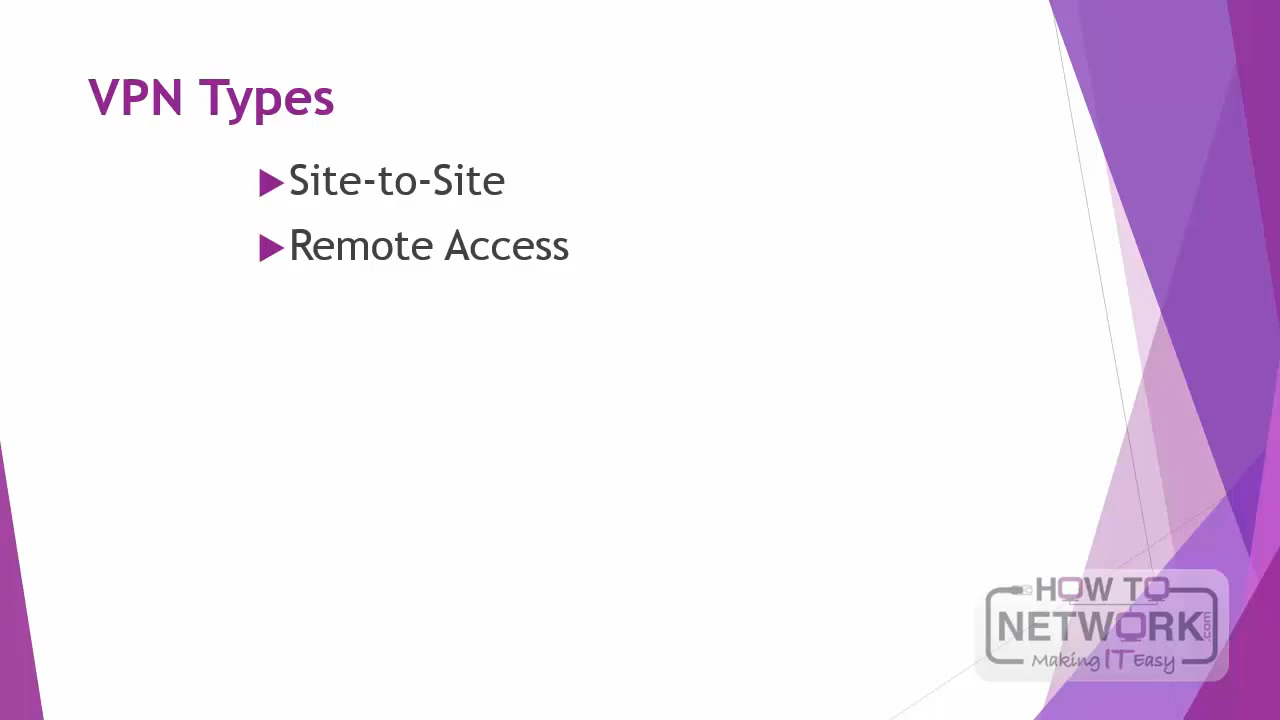 VPN Types
Site-to-Site
Remote Access
HOW TO
NETWORK.com
Making IT Easy